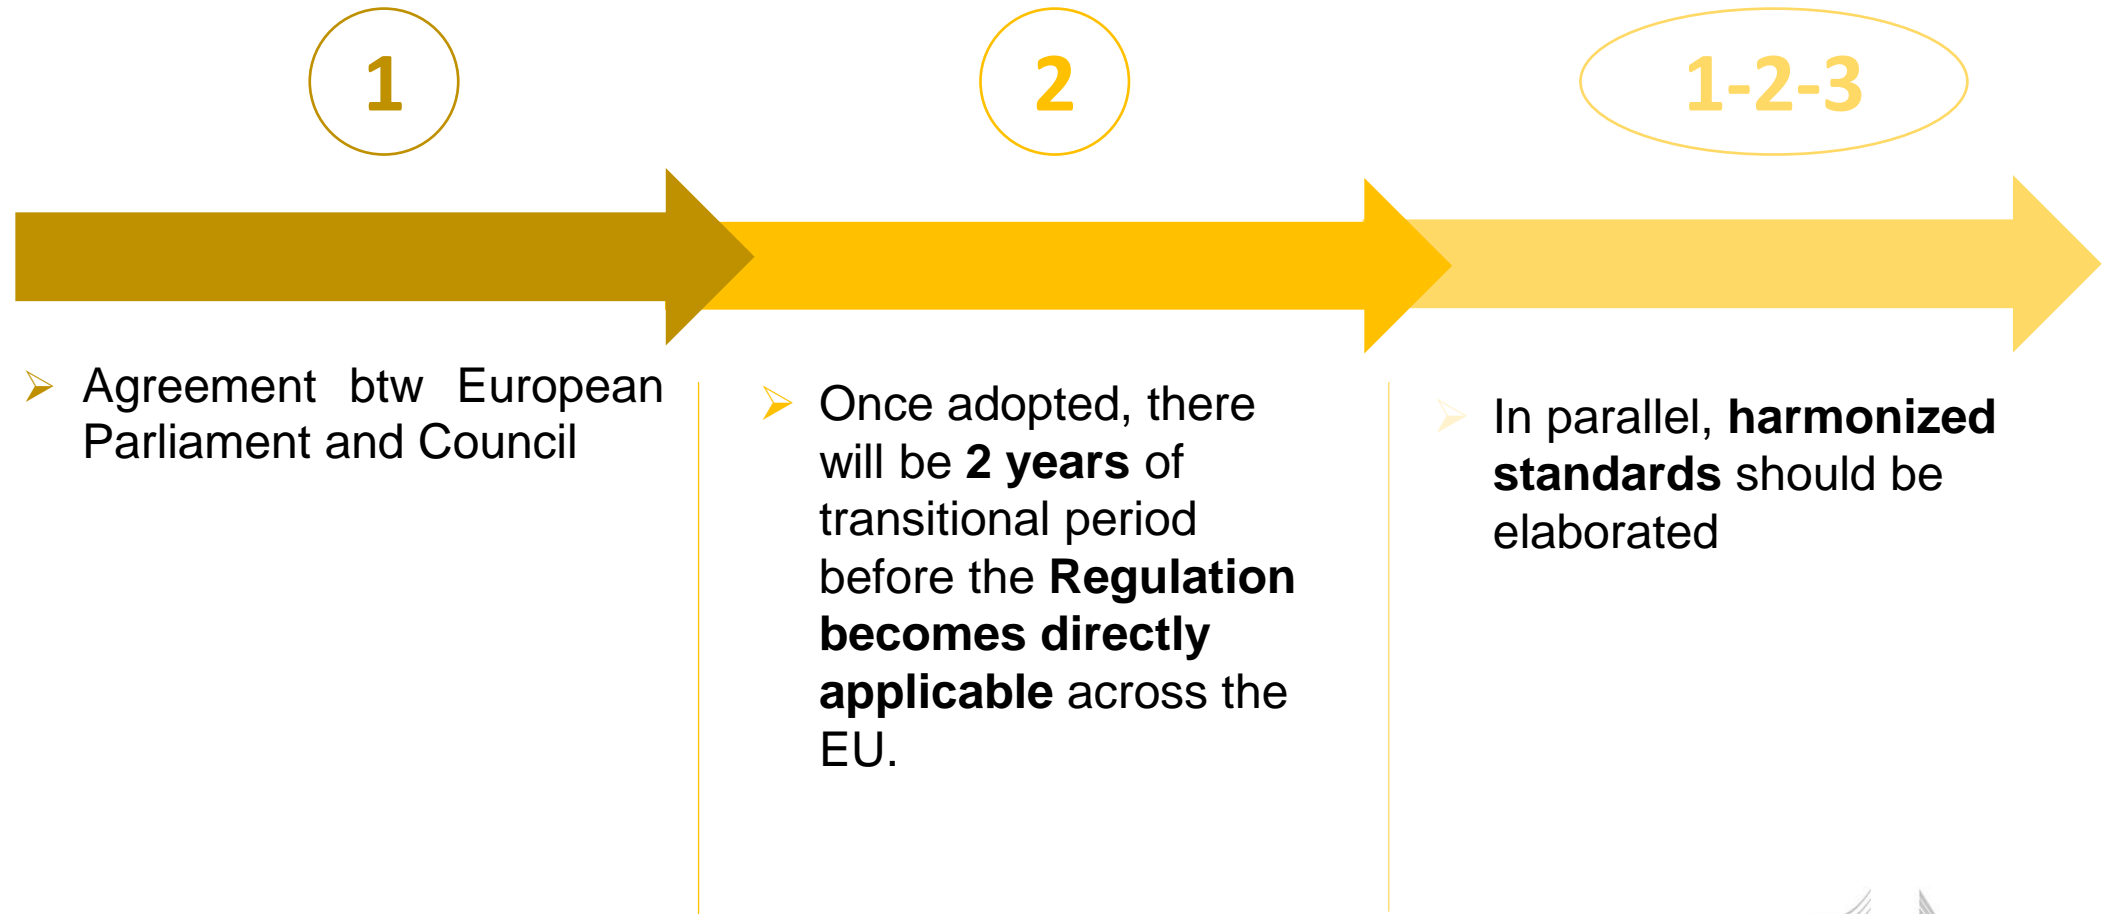 1
2
1-2-3
Agreement btw European
Parliament and Council
Once adopted, there
will be 2 years of
transitional period
before the Regulation
becomes directly
applicable across the
EU.
In parallel, harmonized
standards should be
elaborated